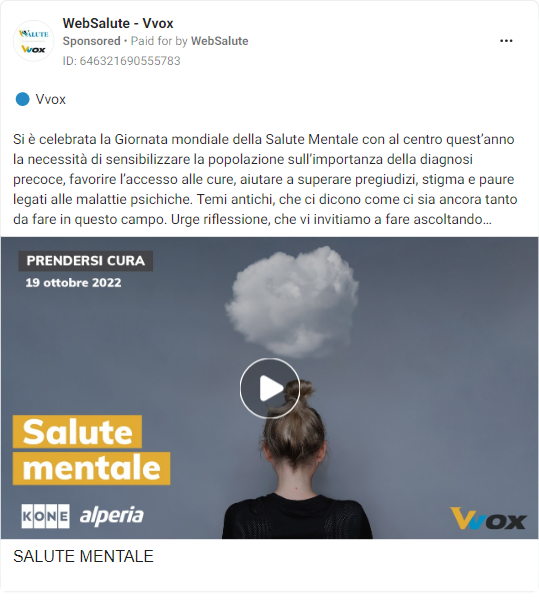 WebSalute - Vvox
Sponsored • Paid for by WebSalute
ID: 646321690555783
VSALUTE
VVOX
Vvox
Si è celebrata la Giornata mondiale della Salute Mentale con al centro quest’anno
la necessità di sensibilizzare la popolazione sull’importanza della diagnosi
precoce, favorire l’accesso alle cure, aiutare a superare pregiudizi, stigma e paure
legati alle malattie psichiche. Temi antichi, che ci dicono come ci sia ancora tanto
da fare in questo campo. Urge riflessione, che vi invitiamo a fare ascoltando…
PRENDERSI CURA
19 ottobre 2022
Salute
mentale
KONE alperia
Vvox
SALUTE MENTALE